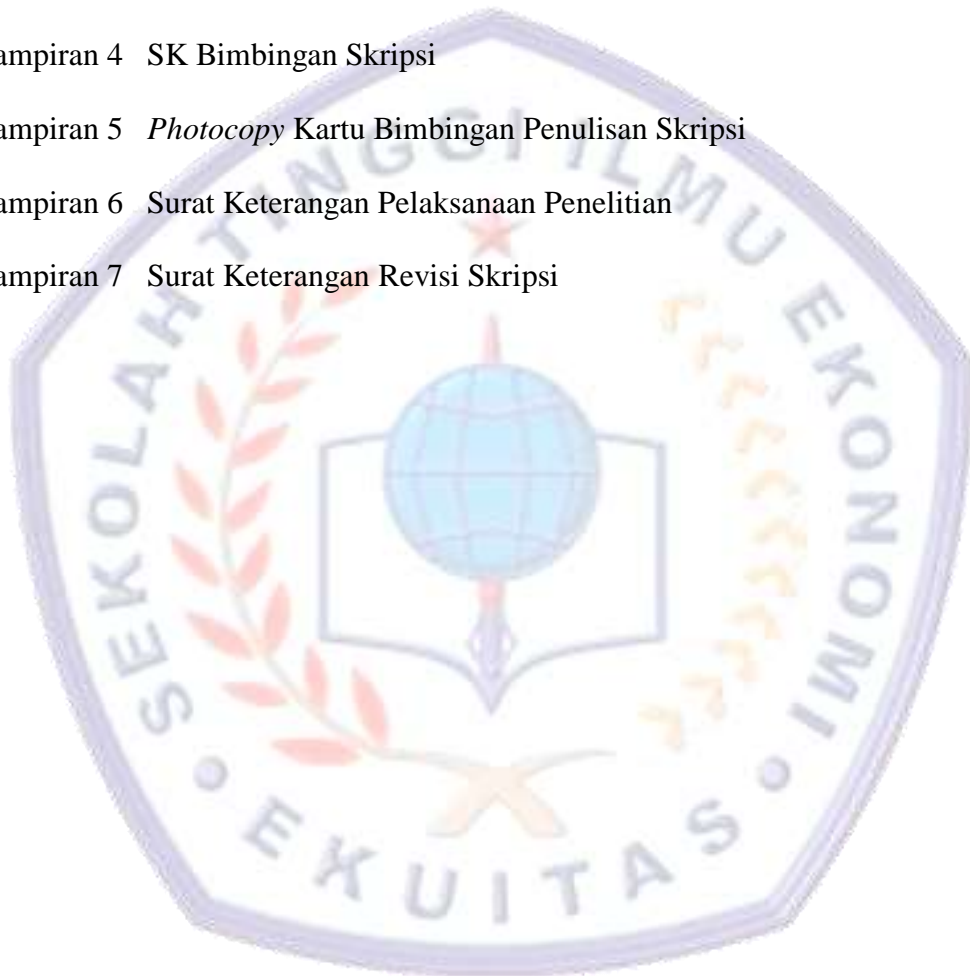 ampiran 4 SK Bimbingan Skripsi
ampiran 5 Photocopy Kartu Bimbingan Penulisan Skripsi
ampiran 6 Surat Keterangan Pelaksanaan Penelitian
ampiran 7 Surat Keterangan Revisi Skripsi
SEKOLAH TINGGI ILMU EKONOMI
EKUITAS